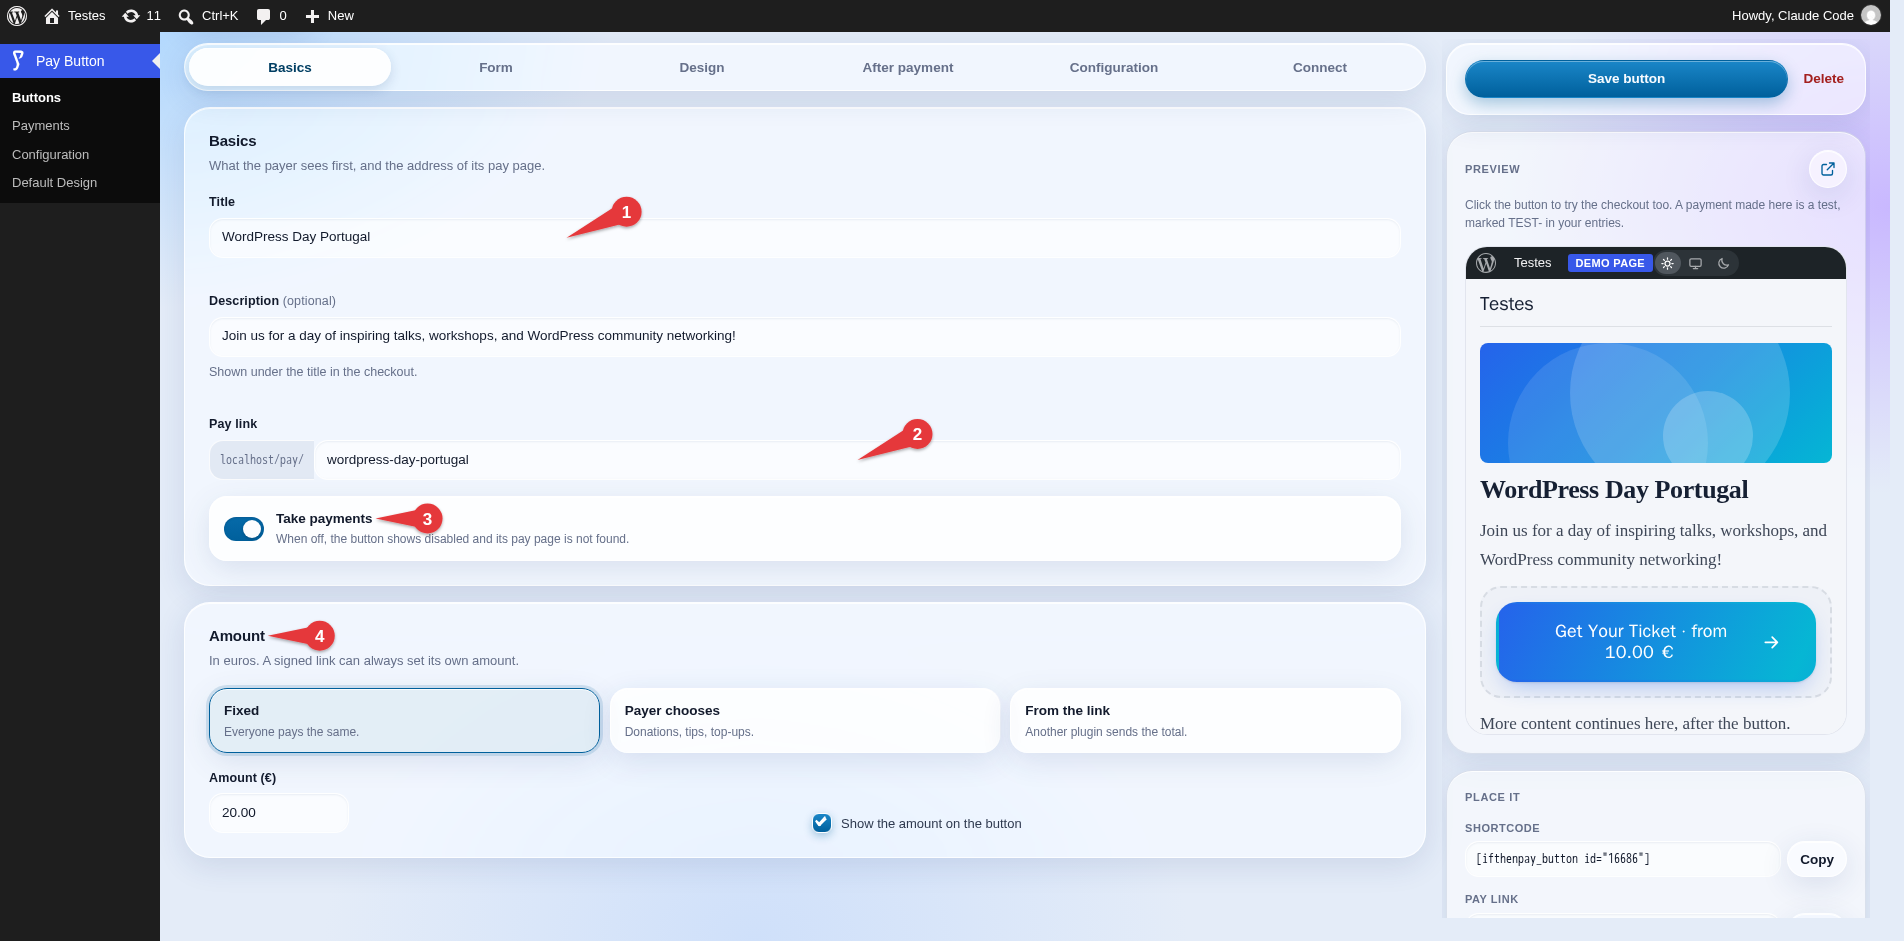 Testes
11
Ctrl+K
0
New
Howdy, Claude Code
Pay Button
Buttons
Payments
Configuration
Default Design
Basics
Form
Design
After payment
Configuration
Connect
Basics
What the payer sees first, and the address of its pay page.
Title
1
WordPress Day Portugal
Description (optional)
Join us for a day of inspiring talks, workshops, and WordPress community networking!
Shown under the title in the checkout.
Pay link
2
localhost/pay/
wordpress-day-portugal
Take payments
3
When off, the button shows disabled and its pay page is not found.
Amount
4
In euros. A signed link can always set its own amount.
Fixed
Everyone pays the same.
Payer chooses
Donations, tips, top-ups.
From the link
Another plugin sends the total.
Amount (€)
20.00
Show the amount on the button
Save button
Delete
PREVIEW
Click the button to try the checkout too. A payment made here is a test,
marked TEST- in your entries.
Testes
DEMO PAGE
Testes
WordPress Day Portugal
Join us for a day of inspiring talks, workshops, and
WordPress community networking!
Get Your Ticket · from
10.00 €
More content continues here, after the button.
PLACE IT
SHORTCODE
[ifthenpay_button id="16686"]
Copy
PAY LINK